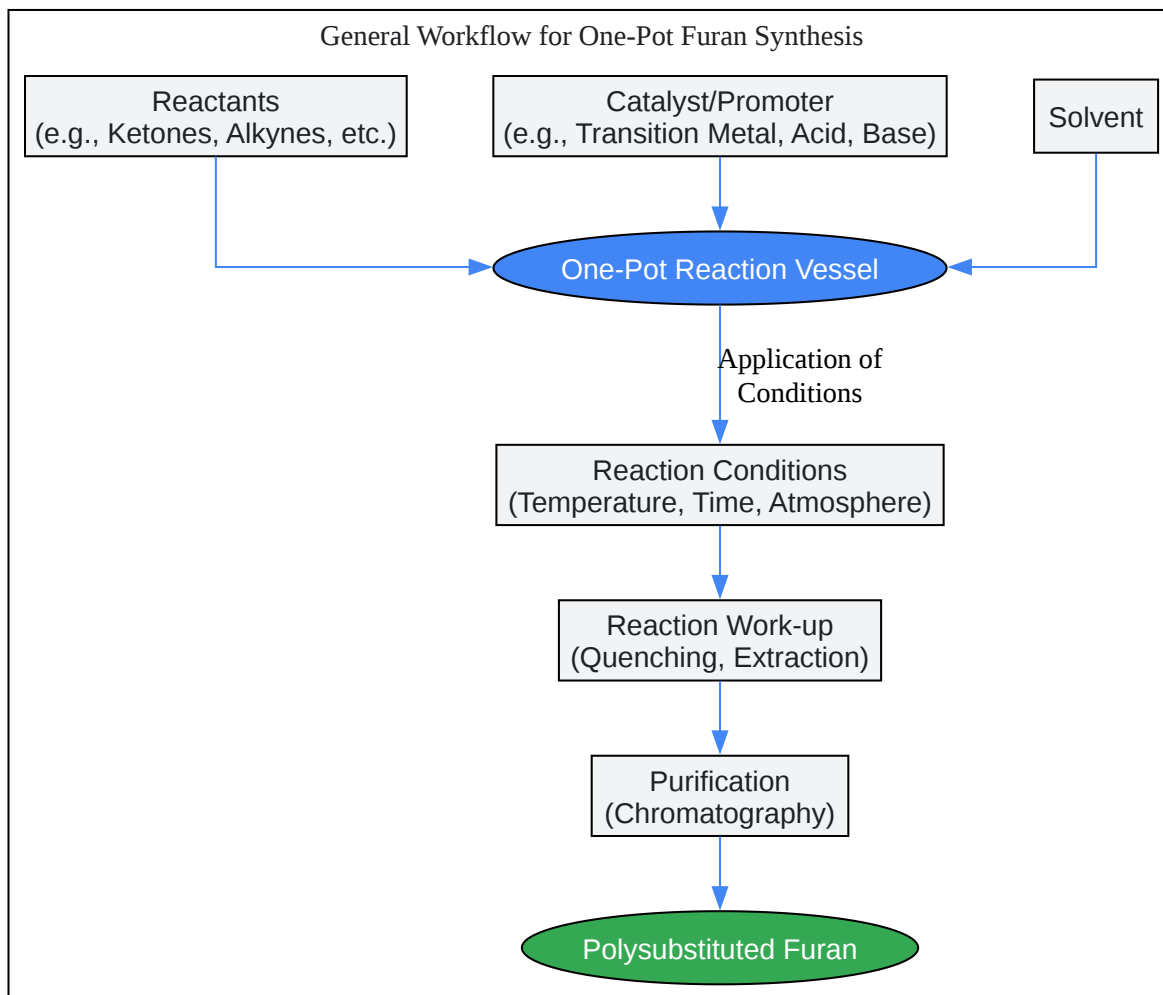 General Workflow for One-Pot Furan Synthesis
Reactants
(e.g., Ketones, Alkynes, etc.)
Catalyst/Promoter
(e.g., Transition Metal, Acid, Base)
Solvent
One-Pot Reaction Vessel
Application of
Conditions
Reaction Conditions
(Temperature, Time, Atmosphere)
Reaction Work-up
(Quenching, Extraction)
Purification
(Chromatography)
Polysubstituted Furan